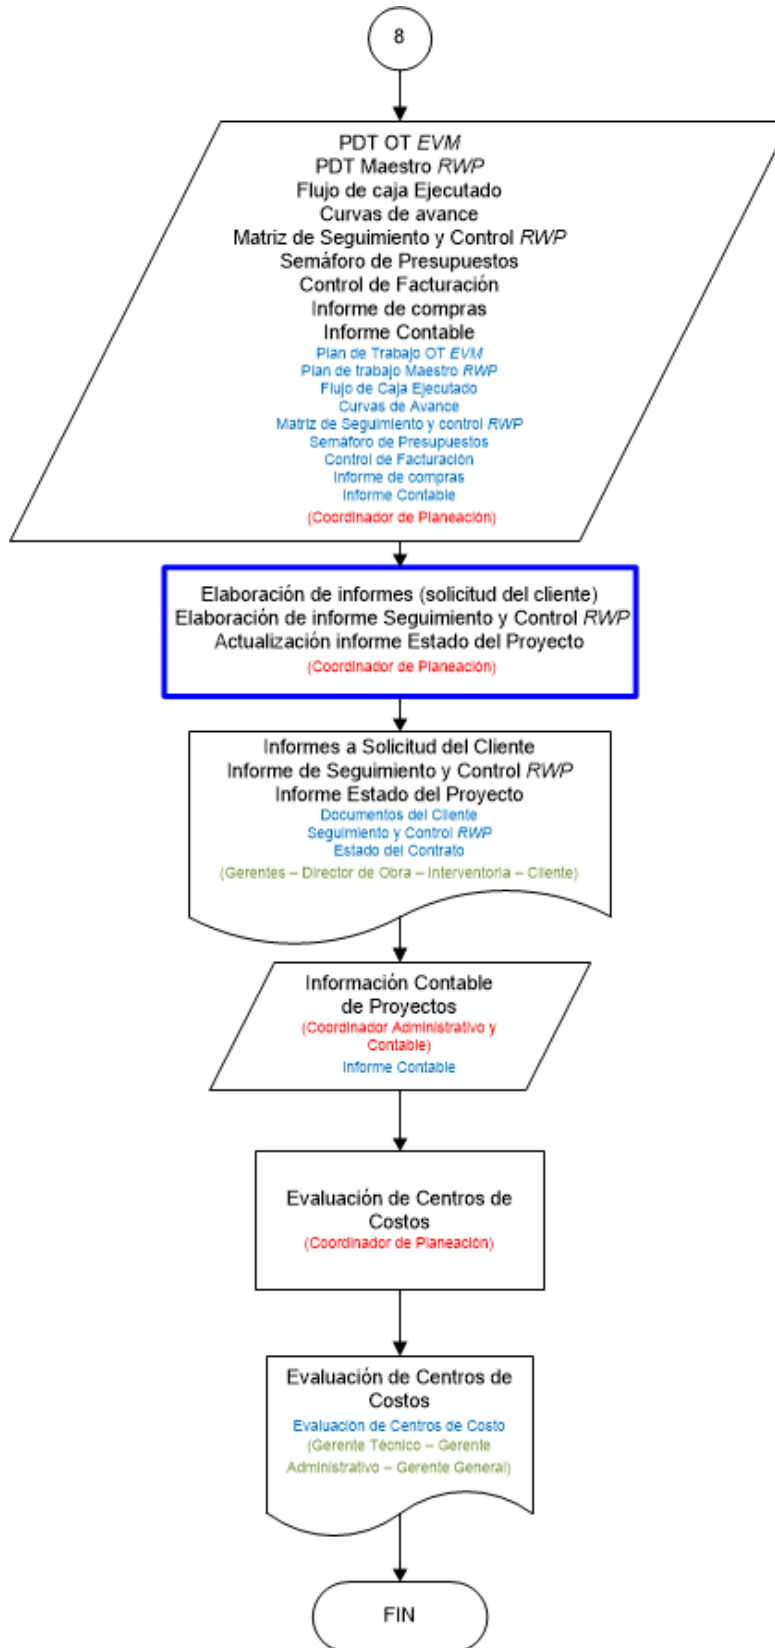 8
PDT OT EVM
PDT Maestro RWP
Flujo de caja Ejecutado
Curvas de avance
Matriz de Seguimiento y Control RWP
Semáforo de Presupuestos
Control de Facturación
Informe de compras
Informe Contable
Plan de Trabajo OT EVM
Plan de trabajo Maestro RWP
Flujo de Caja Ejecutado
Curvas de Avance
Matriz de Seguimiento y control RWP
Semáforo de Presupuestos
Control de Facturación
Informe de compras
Informe Contable
(Coordinador de Planeación)
Elaboración de informes (solicitud del cliente)
Elaboración de informe Seguimiento y Control RWP
Actualización informe Estado del Proyecto
(Coordinador de Planeación)
Informes a Solicitud del Cliente
Informe de Seguimiento y Control RWP
Informe Estado del Proyecto
Documentos del Cliente
Seguimiento y Control RWP
Estado del Contrato
(Gerentes – Director de Obra – Interventoria – Cliente)
Información Contable
de Proyectos
(Coordinador Administrativo y
Contable)
Informe Contable
Evaluación de Centros de
Costos
(Coordinador de Planeación)
Evaluación de Centros de
Costos
Evaluación de Centros de Costo
(Gerente Técnico – Gerente
Administrativo – Gerente General)
FIN